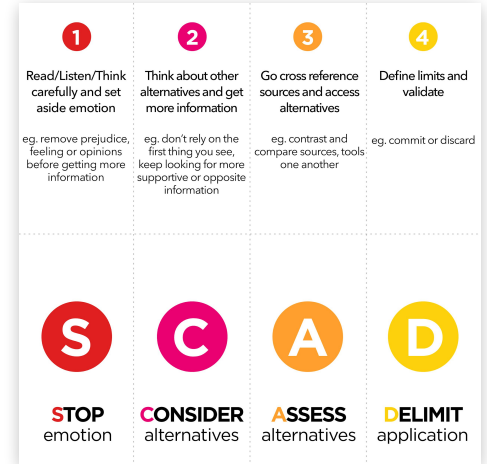 1
Read/Listen/Think
carefully and set
aside emotion
eg. remove prejudice,
feeling or opinions
before getting more
information
2
Think about other
alternatives and get
more information
eg. don't rely on the
first thing you see,
keep looking for more
supportive or opposite
information
3
Go cross reference
sources and access
alternatives
eg. contrast and
compare sources, tools
one another
4
Define limits and
validate
eg. commit or discard
S
STOP
emotion
C
CONSIDER
alternatives
A
ASSESS
alternatives
D
DELIMIT
application